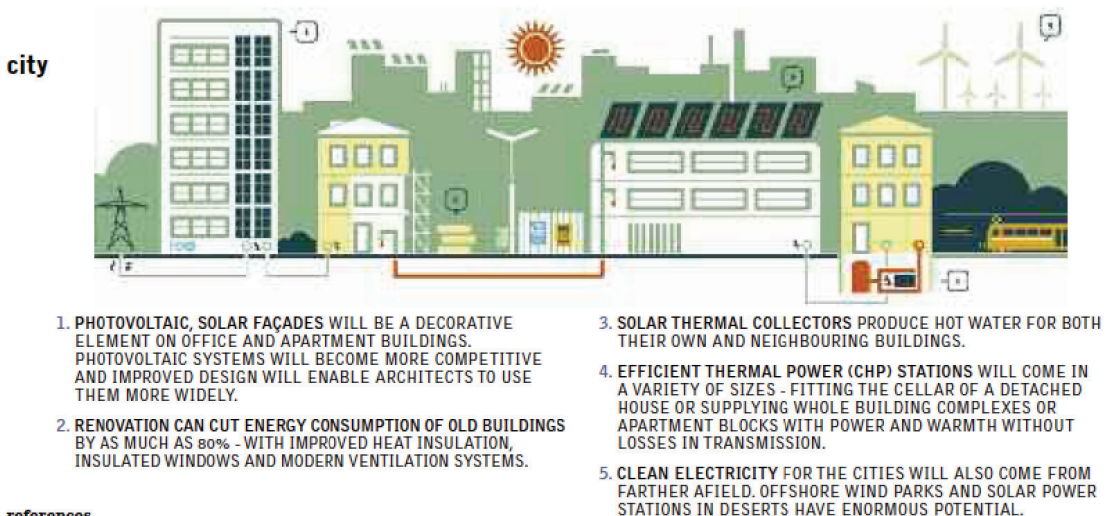 city
1. PHOTOVOLTAIC, SOLAR FAÇADES WILL BE A DECORATIVE
ELEMENT ON OFFICE AND APARTMENT BUILDINGS.
PHOTOVOLTAIC SYSTEMS WILL BECOME MORE COMPETITIVE
AND IMPROVED DESIGN WILL ENABLE ARCHITECTS TO USE
THEM MORE WIDELY.
2. RENOVATION CAN CUT ENERGY CONSUMPTION OF OLD BUILDINGS
BY AS MUCH AS 80% - WITH IMPROVED HEAT INSULATION,
INSULATED WINDOWS AND MODERN VENTILATION SYSTEMS.
3. SOLAR THERMAL COLLECTORS PRODUCE HOT WATER FOR BOTH
THEIR OWN AND NEIGHBOURING BUILDINGS.
4. EFFICIENT THERMAL POWER (CHP) STATIONS WILL COME IN
A VARIETY OF SIZES - FITTING THE CELLAR OF A DETACHED
HOUSE OR SUPPLYING WHOLE BUILDING COMPLEXES OR
APARTMENT BLOCKS WITH POWER AND WARMTH WITHOUT
LOSSES IN TRANSMISSION.
5. CLEAN ELECTRICITY FOR THE CITIES WILL ALSO COME FROM
FARTHER AFIELD. OFFSHORE WIND PARKS AND SOLAR POWER
STATIONS IN DESERTS HAVE ENORMOUS POTENTIAL.